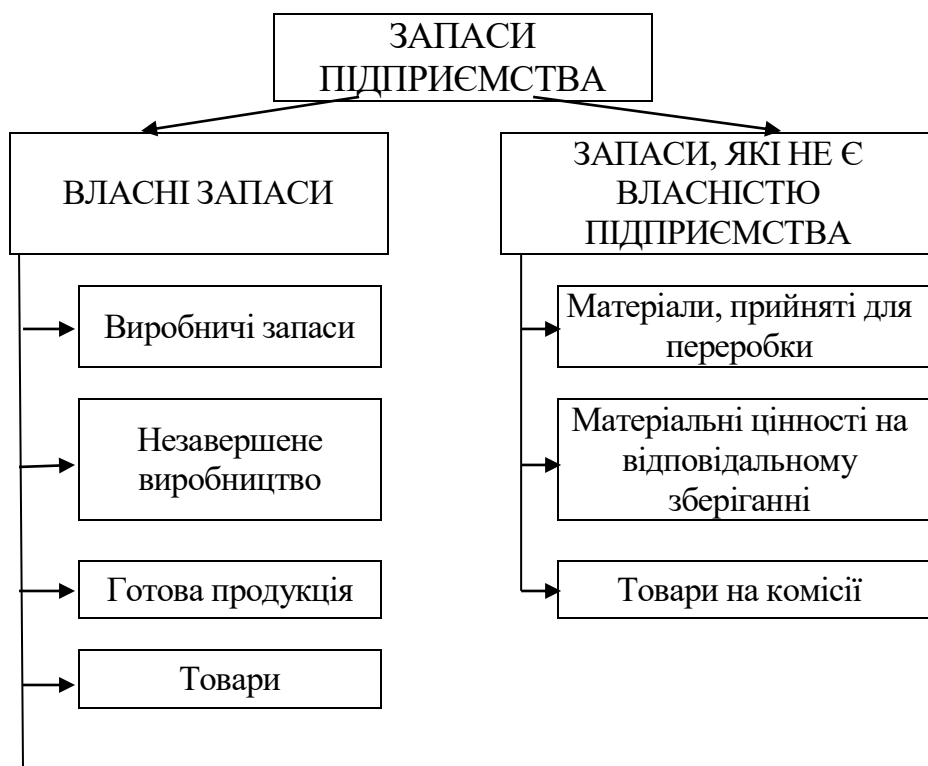 ЗАПАСИ
ПІДПРИЄМСТВА
ВЛАСНІ ЗАПАСИ
ЗАПАСИ, ЯКІ НЕ Є
ВЛАСНІСТЮ
ПІДПРИЄМСТВА
Виробничі запаси
Незавершене
виробництво
Готова продукція
Товари
Матеріали, прийняті для
переробки
Матеріальні цінності на
відповідальному
зберіганні
Товари на комісії